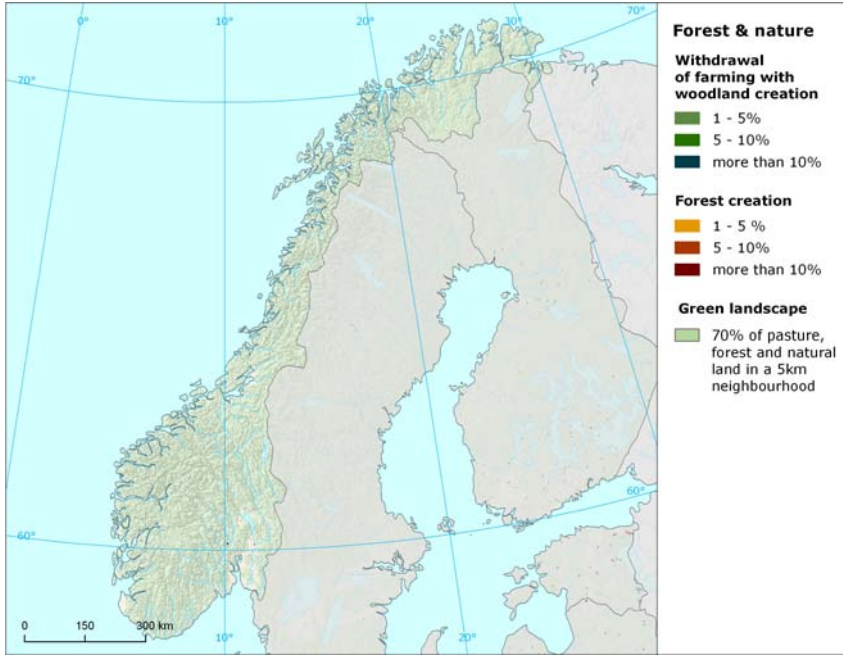 0°
10°
20°
30°
70°
70°
60°
60°
10°
20°
0 150 300 km
Forest & nature
Withdrawal
of farming with
woodland creation
1 - 5%
5 - 10%
more than 10%
Forest creation
1 - 5 %
5 - 10%
more than 10%
Green landscape
70% of pasture,
forest and natural
land in a 5km
neighbourhood